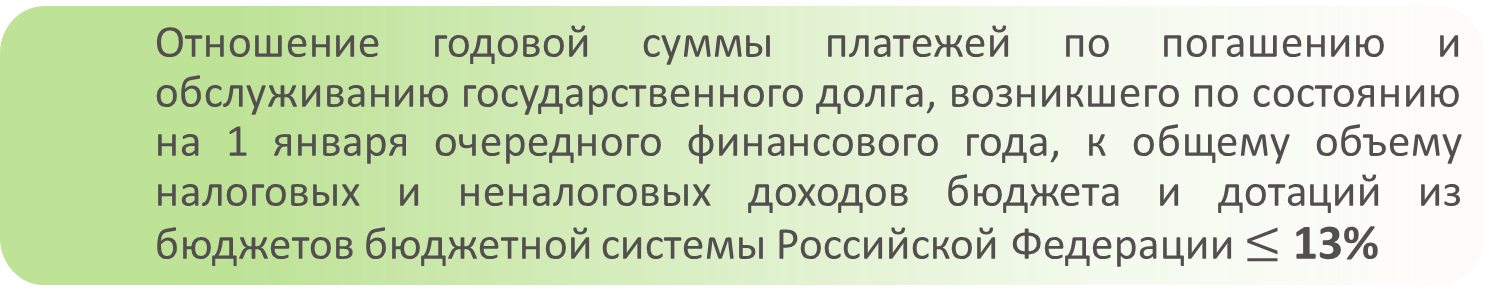 Отношение годовой суммы платежей по погашению и
обслуживанию государственного долга, возникшего по состоянию
на 1 января очередного финансового года, к общему объему
налоговых и неналоговых доходов бюджета и дотаций из
бюджетов бюджетной системы Российской Федерации ≤ 13%